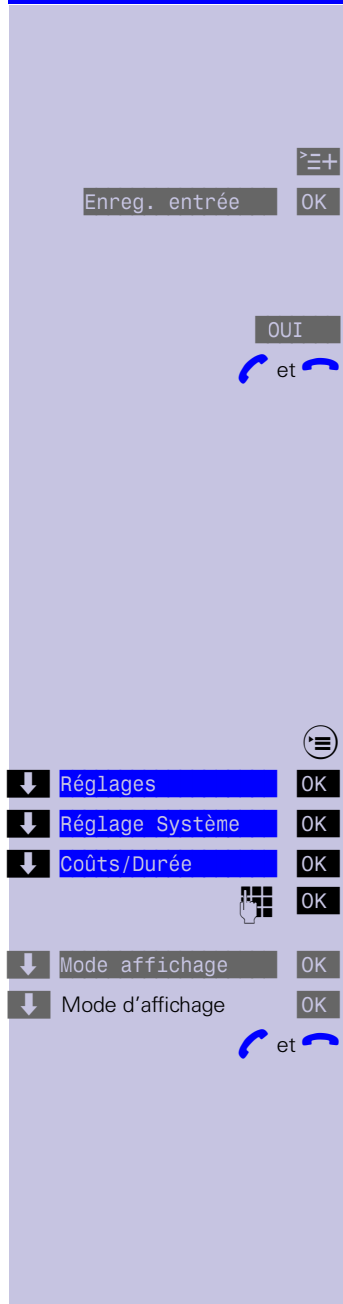 Enreg. entrée OK
OUI
et
Réglages OK
Réglage Système OK
Coûts/Durée OK
OK
Mode affichage OK
Mode d’affichage OK
et